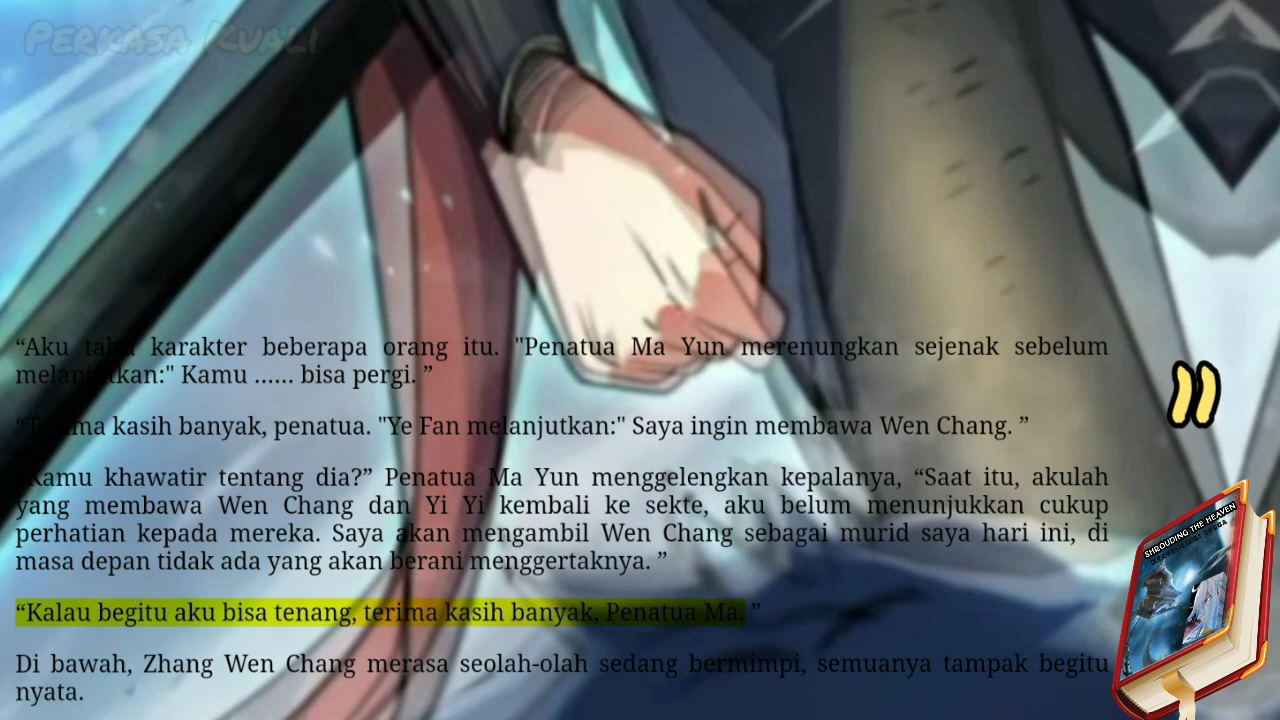 Perkasa Kuali
“Aku tahu karakter beberapa orang itu. "Penatua Ma Yun merenungkan sejenak sebelum
melanjutkan:" Kamu ...... bisa pergi. ”
“Terima kasih banyak, penatua. "Ye Fan melanjutkan:" Saya ingin membawa Wen Chang. ”
“Kamu khawatir tentang dia?” Penatua Ma Yun menggelengkan kepalanya, “Saat itu, akulah
yang membawa Wen Chang dan Yi Yi kembali ke sekte, aku belum menunjukkan cukup
perhatian kepada mereka. Saya akan mengambil Wen Chang sebagai murid saya hari ini, di
masa depan tidak ada yang akan berani menggertaknya. ”
“Kalau begitu aku bisa tenang, terima kasih banyak, Penatua Ma. ”
Di bawah, Zhang Wen Chang merasa seolah-olah sedang bermimpi, semuanya tampak begitu
nyata.
SHROUDING THE HEAVEN